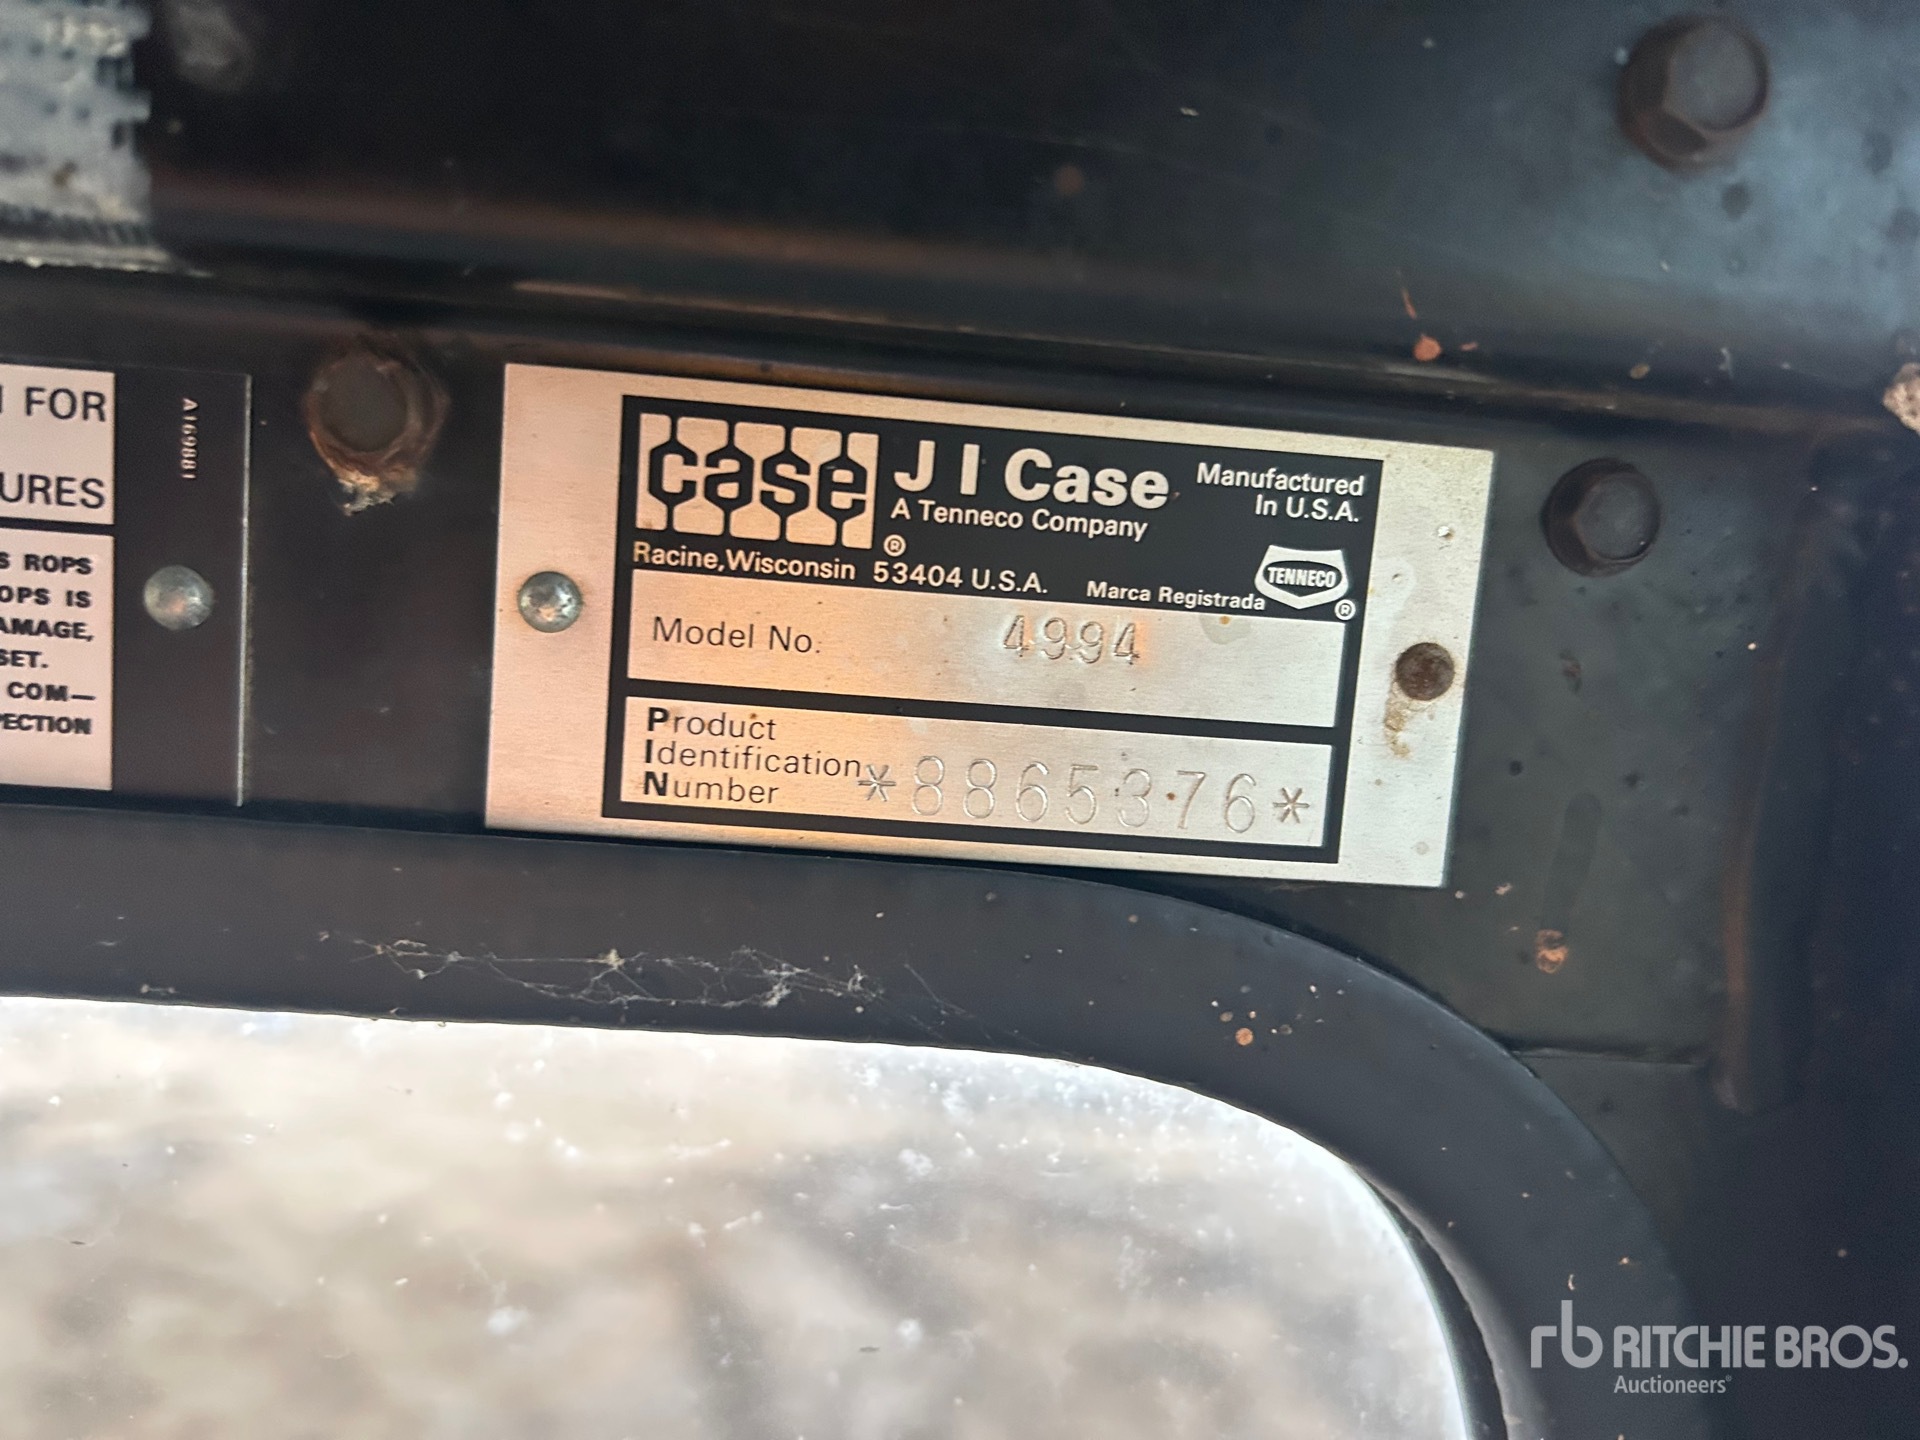 FOR
URES
ROPS
OPS IS
AMAGE,
SET.
COM—
PECTION
A169881
case ®
J I Case
A Tenneco Company
Manufactured
In U.S.A.
Racine, Wisconsin 53404 U.S.A.
Marca Registrada
TENNECO ®
Model No. 4994
Product
Identification
Number *8865376*
rb RITCHIE BROS.
Auctioneers®